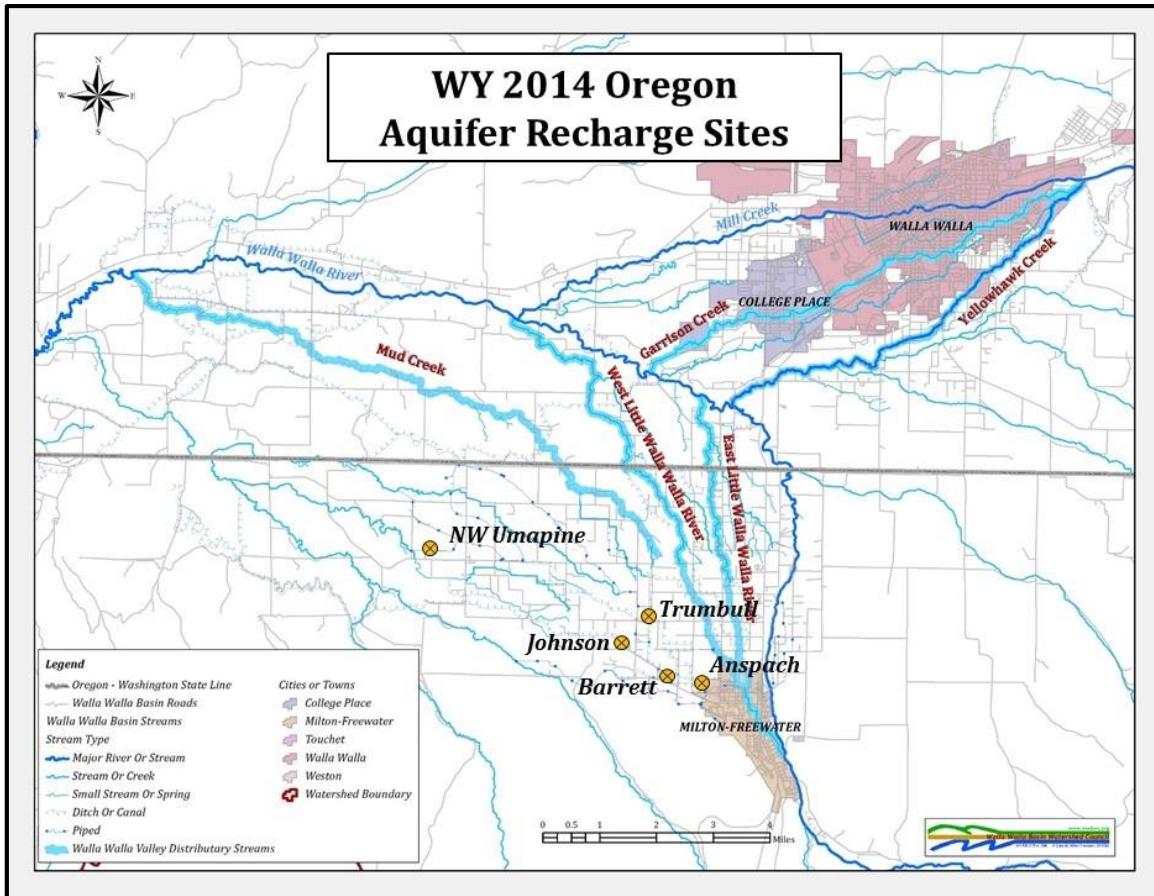 WY 2014 Oregon
Aquifer Recharge Sites
N
W
E
S
Mill Creek
WALLA WALLA
Walla Walla River
COLLEGE PLACE
Garrison Creek
Yellowhawk Creek
Mud Creek
West Little Walla Walla River
East Little Walla Walla River
NW Umapine
Trumbull
Johnson
Anspach
Barrett
MILTON-FREEWATER
Legend
Oregon - Washington State Line
Walla Walla Basin Roads
Walla Walla Basin Streams
Stream Type
Major River Or Stream
Stream Or Creek
Small Stream Or Spring
Ditch Or Canal
Piped
Walla Walla Valley Distributary Streams
Cities or Towns
College Place
Milton-Freewater
Touchet
Walla Walla
Weston
Watershed Boundary
0 0.5 1 2 3 4
Miles
Walla Walla Basin Watershed Council